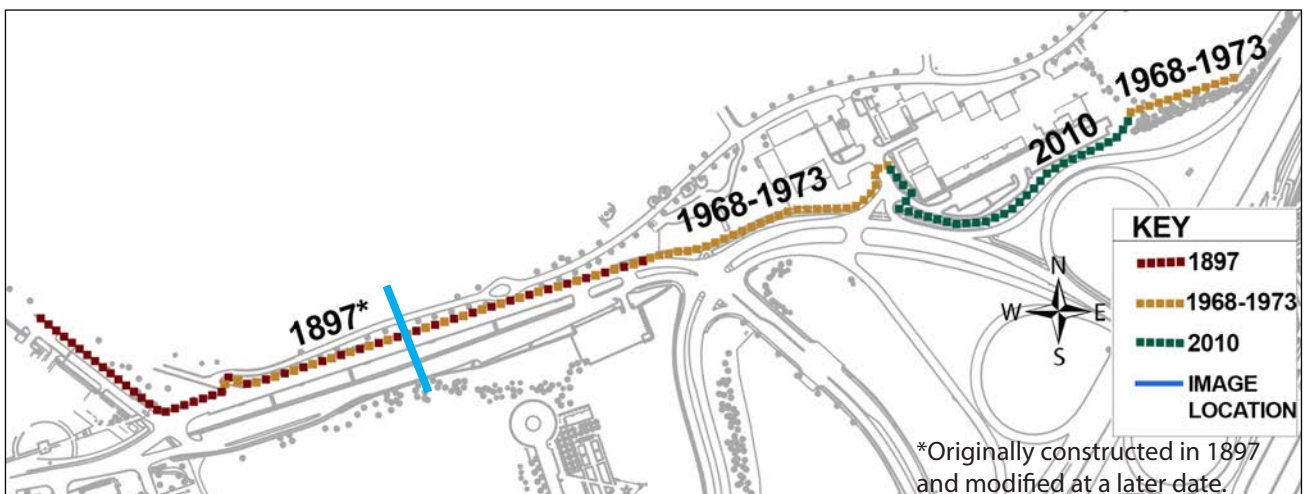 1968-1973
2010
1968-1973
1897*
KEY
1897
1968-1973
2010
IMAGE
LOCATION
N
W E
S
*Originally constructed in 1897
and modified at a later date.